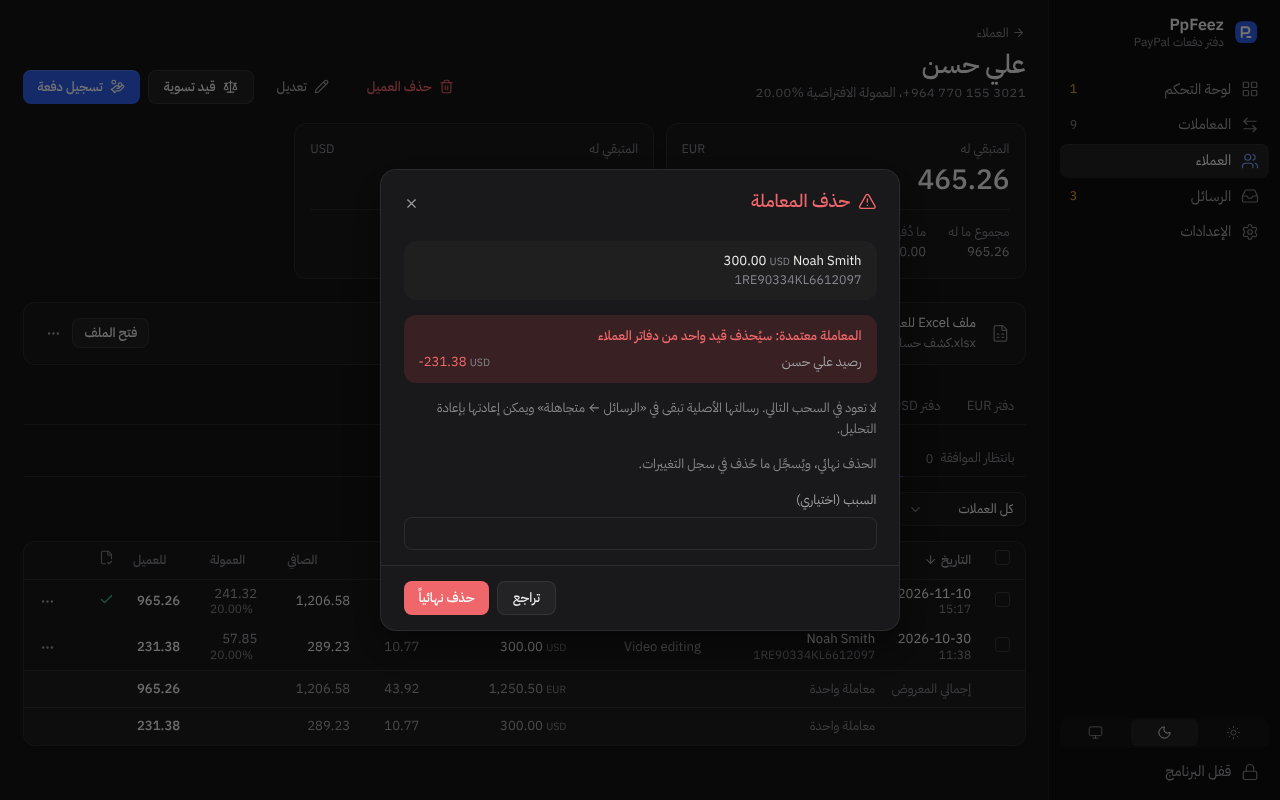 PpFeez
دفتر دفعات PayPal
لوحة التحكم 1
المعاملات 9
العملاء
الرسائل 3
الإعدادات
قفل البرنامج
→ العملاء
علي حسن
+964 770 155 3021، العمولة الافتراضية %20.00
حذف العميل
تعديل
قيد تسوية
تسجيل دفعة
المتبقي له EUR
465.26
مجموع ما له
965.26
المتبقي له USD
ملف Excel
كشف
.xlsx
فتح الملف
دفتر EUR
دفتر
بانتظار الموافقة 0
كل العملات
حذف المعاملة
300.00 USD Noah Smith
1RE90334KL6612097
المعاملة معتمدة: سيُحذف قيد واحد من دفاتر العملاء
رصيد علي حسن -231.38 USD
لا تعود في السحب التالي. رسالتها الأصلية تبقى في «الرسائل ← متجاهلة» ويمكن إعادتها بإعادة
التحليل.
الحذف نهائي، ويُسجَّل ما حُذف في سجل التغييرات.
السبب (اختياري)
تراجع
حذف نهائياً
التاريخ ↓ الصافي العمولة للعميل
2026-11-10 1,206.58 241.32 965.26
15:17 20.00%
2026-10-30 Noah Smith Video editing 300.00 USD 10.77 289.23 57.85 231.38
11:38 1RE90334KL6612097 20.00%
إجمالي المعروض معاملة واحدة 1,250.50 EUR 43.92 1,206.58 965.26
معاملة واحدة 300.00 USD 10.77 289.23 231.38